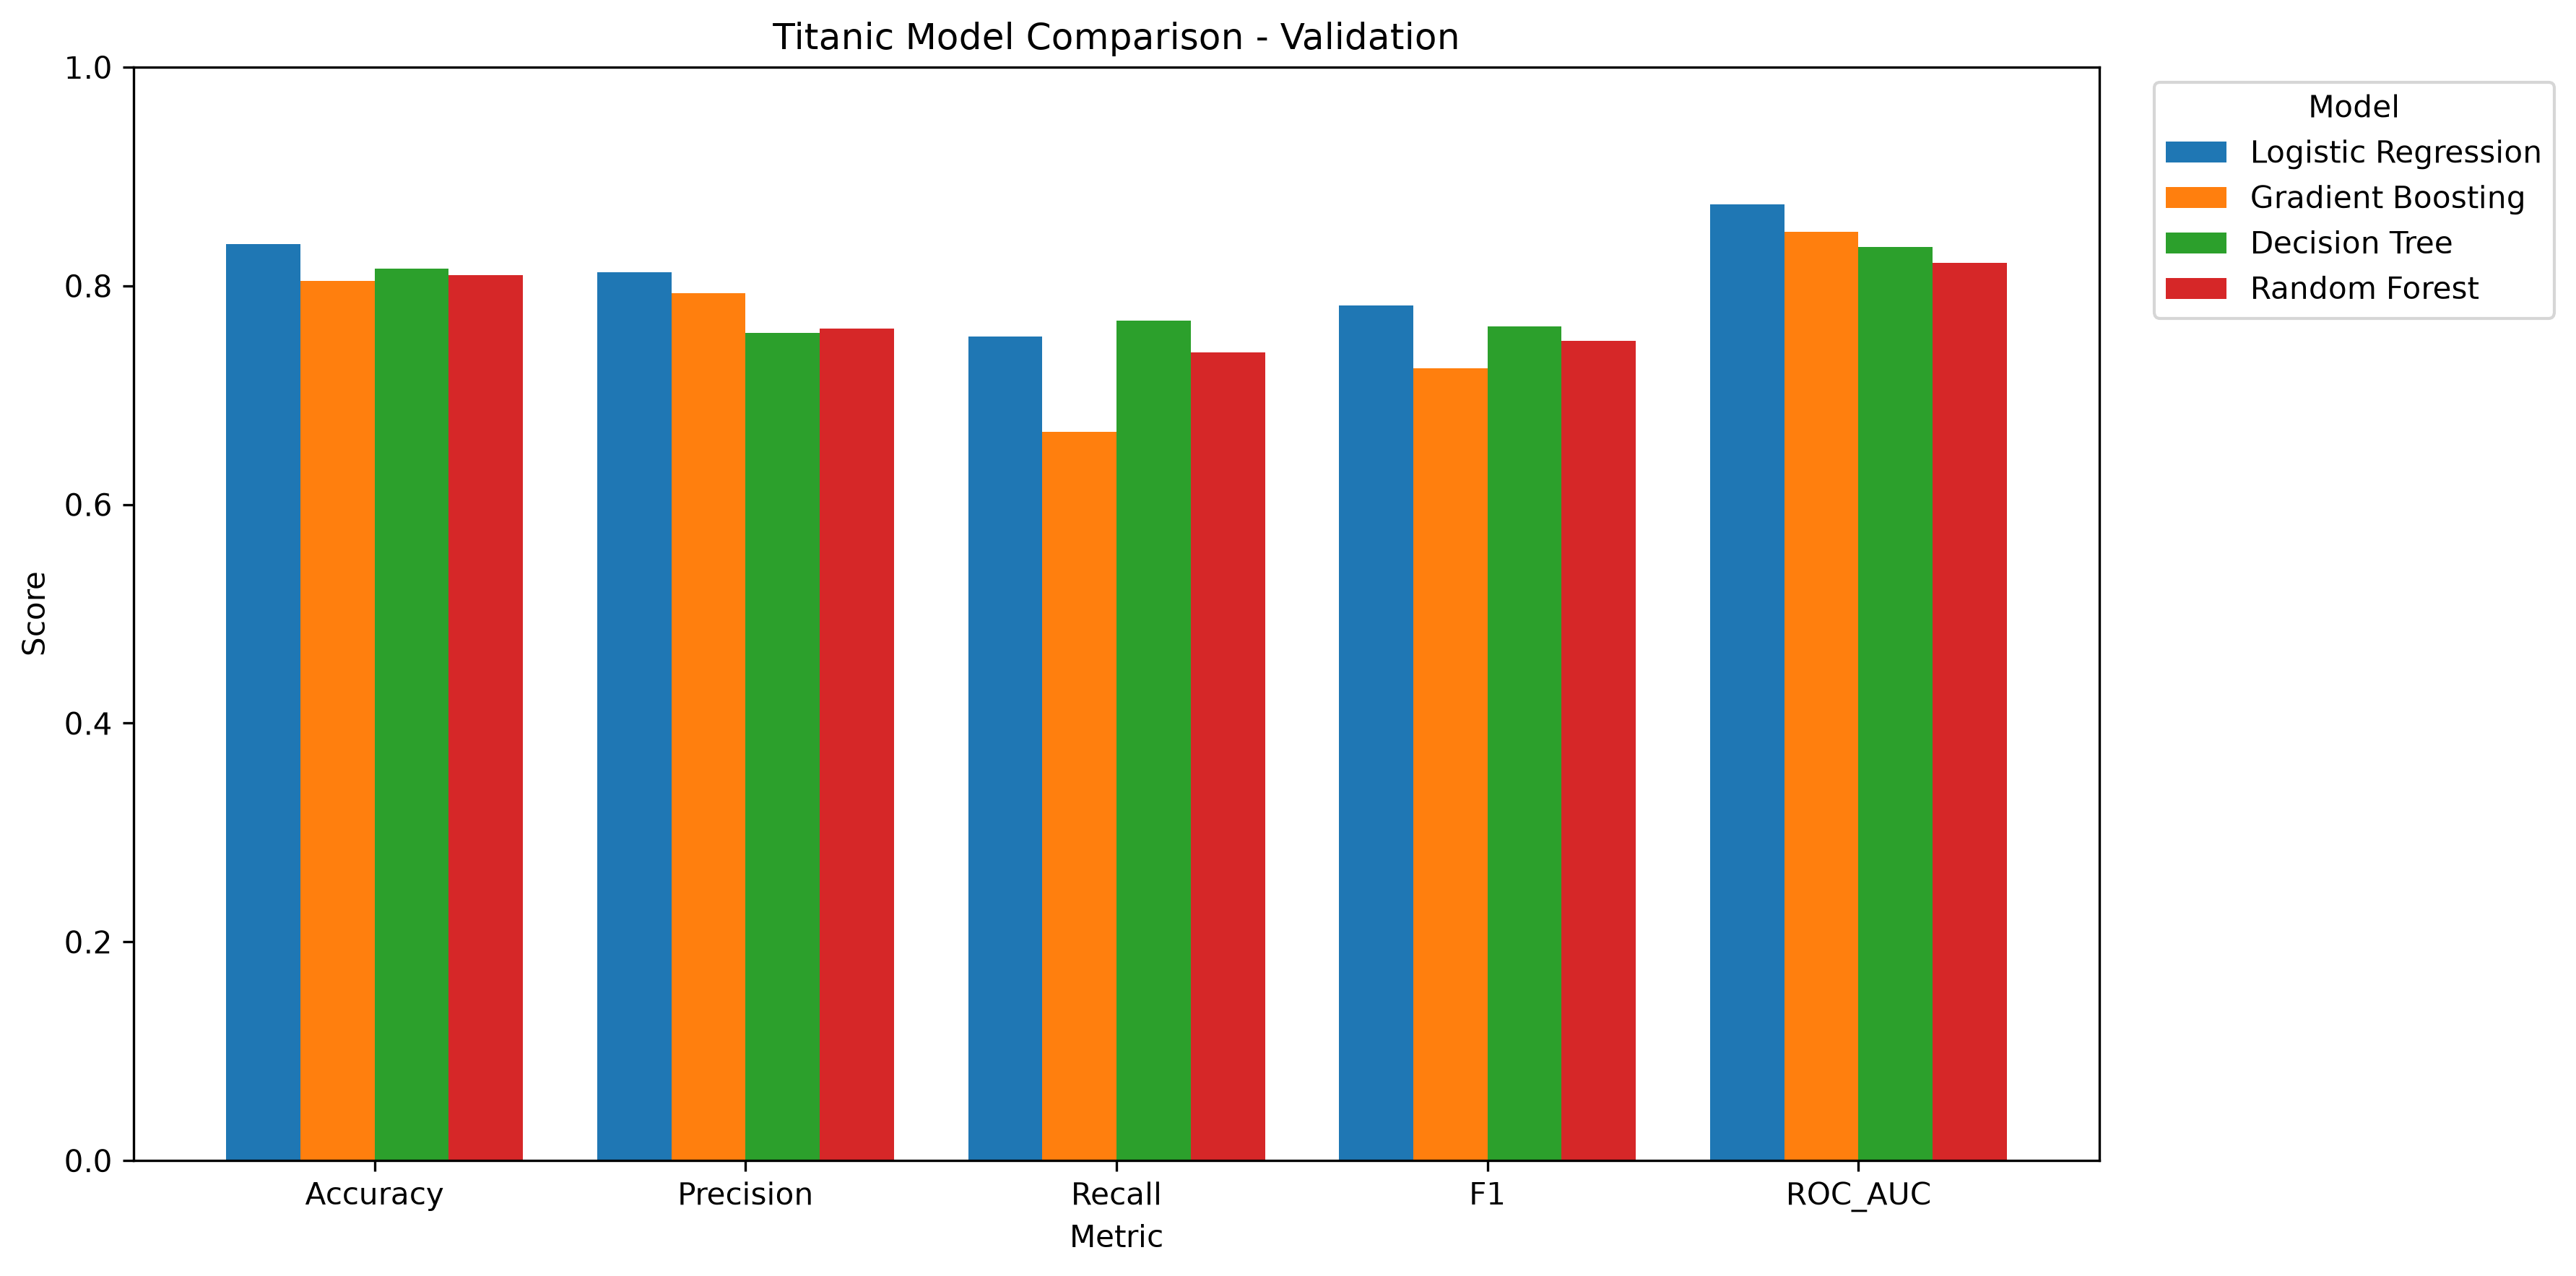 Titanic Model Comparison - Validation
1.0
0.8
0.6
0.4
0.2
0.0
Score
Accuracy Precision Recall F1 ROC_AUC
Metric
Model
Logistic Regression
Gradient Boosting
Decision Tree
Random Forest